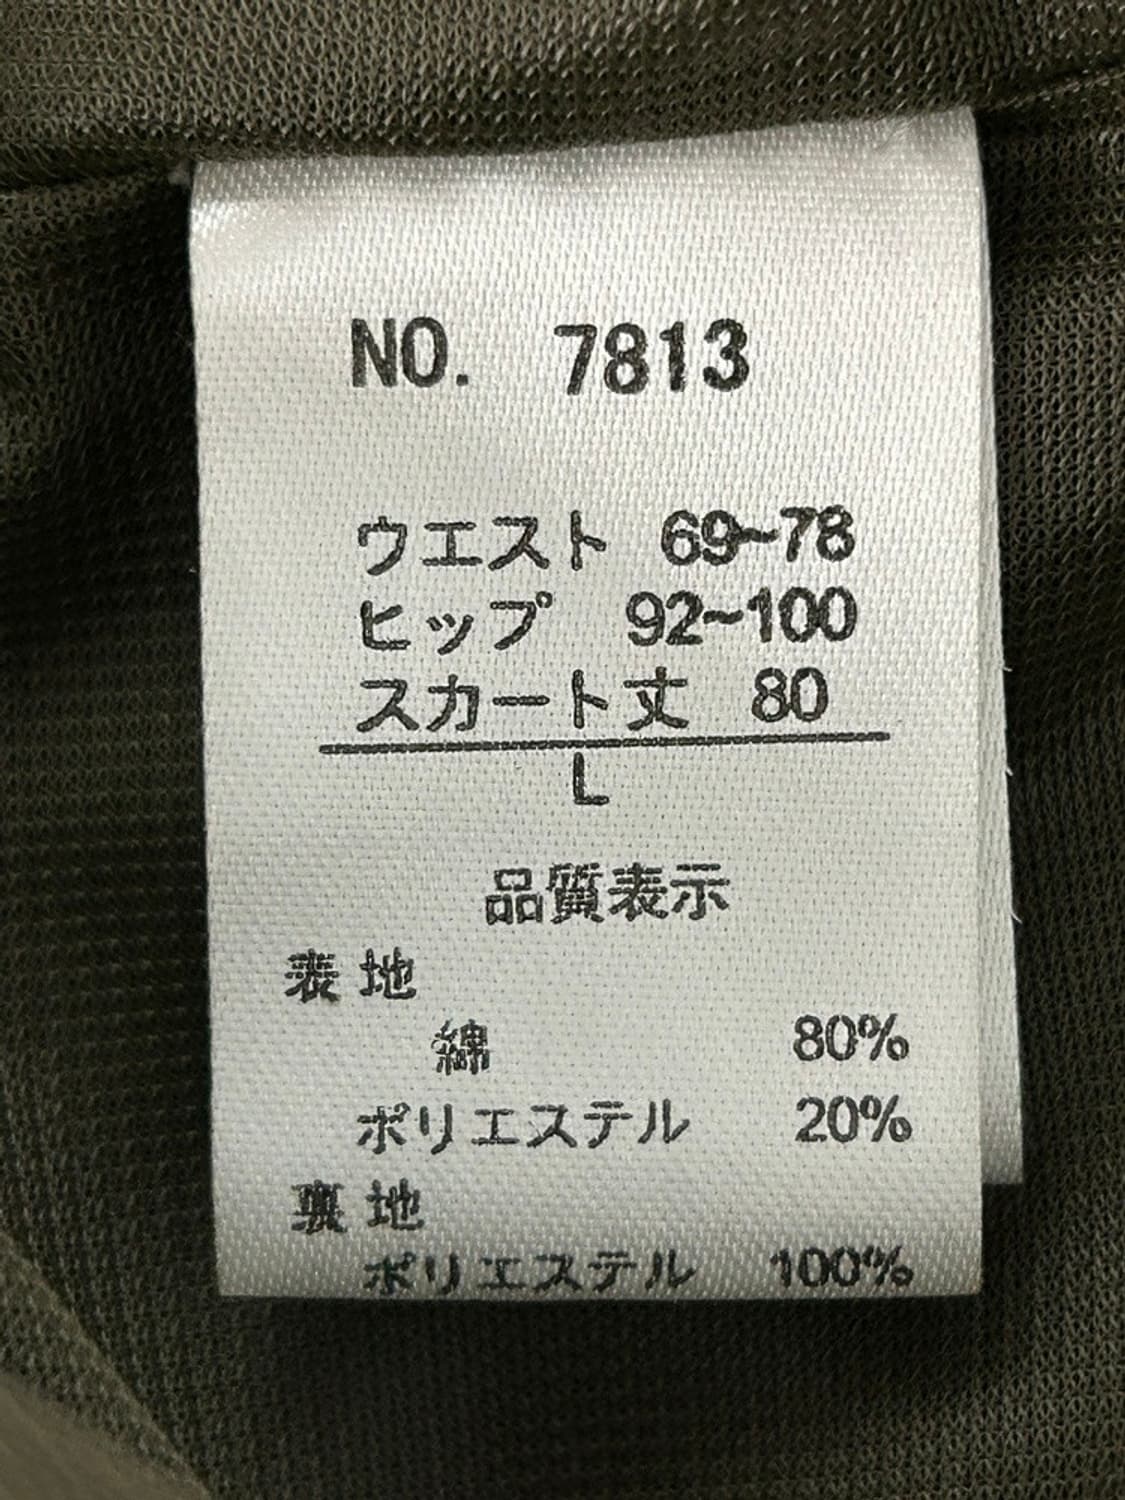 NO. 7813
ウエスト 69~78
ヒップ 92~100
スカート丈 80
L
品質表示
表地
綿 80%
ポリエステル 20%
裏地
ポリエステル 100%